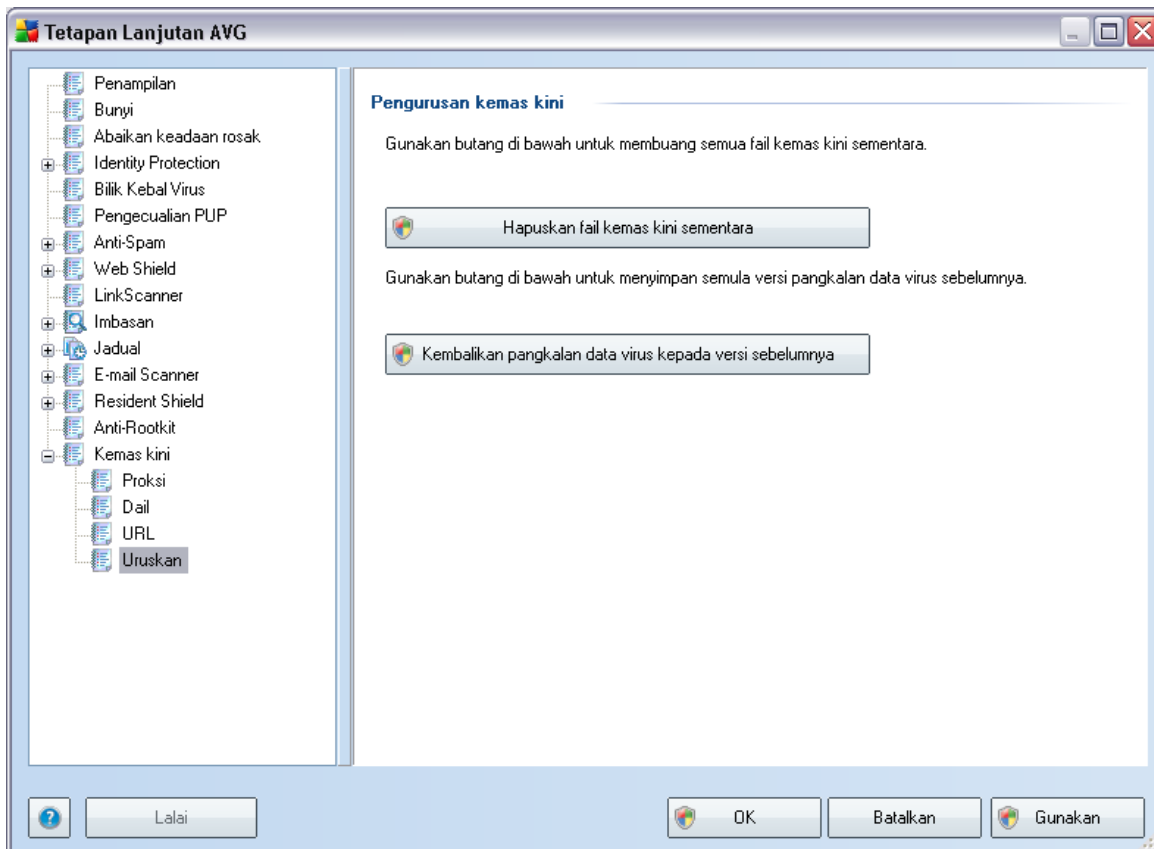 Tetapan Lanjutan AVG
Penampilan
Bunyi
Abaikan keadaan rosak
Identity Protection
Bilik Kebal Virus
Pengecualian PUP
Anti-Spam
Web Shield
LinkScanner
Imbasan
Jadual
E-mail Scanner
Resident Shield
Anti-Rootkit
Kemas kini
Proksi
Dail
URL
Uruskan
Pengurusan kemas kini
Gunakan butang di bawah untuk membuang semua fail kemas kini sementara.
Hapuskan fail kemas kini sementara
Gunakan butang di bawah untuk menyimpan semula versi pangkalan data virus sebelumnya.
Kembalikan pangkalan data virus kepada versi sebelumnya
Lalai
OK
Batalkan
Gunakan